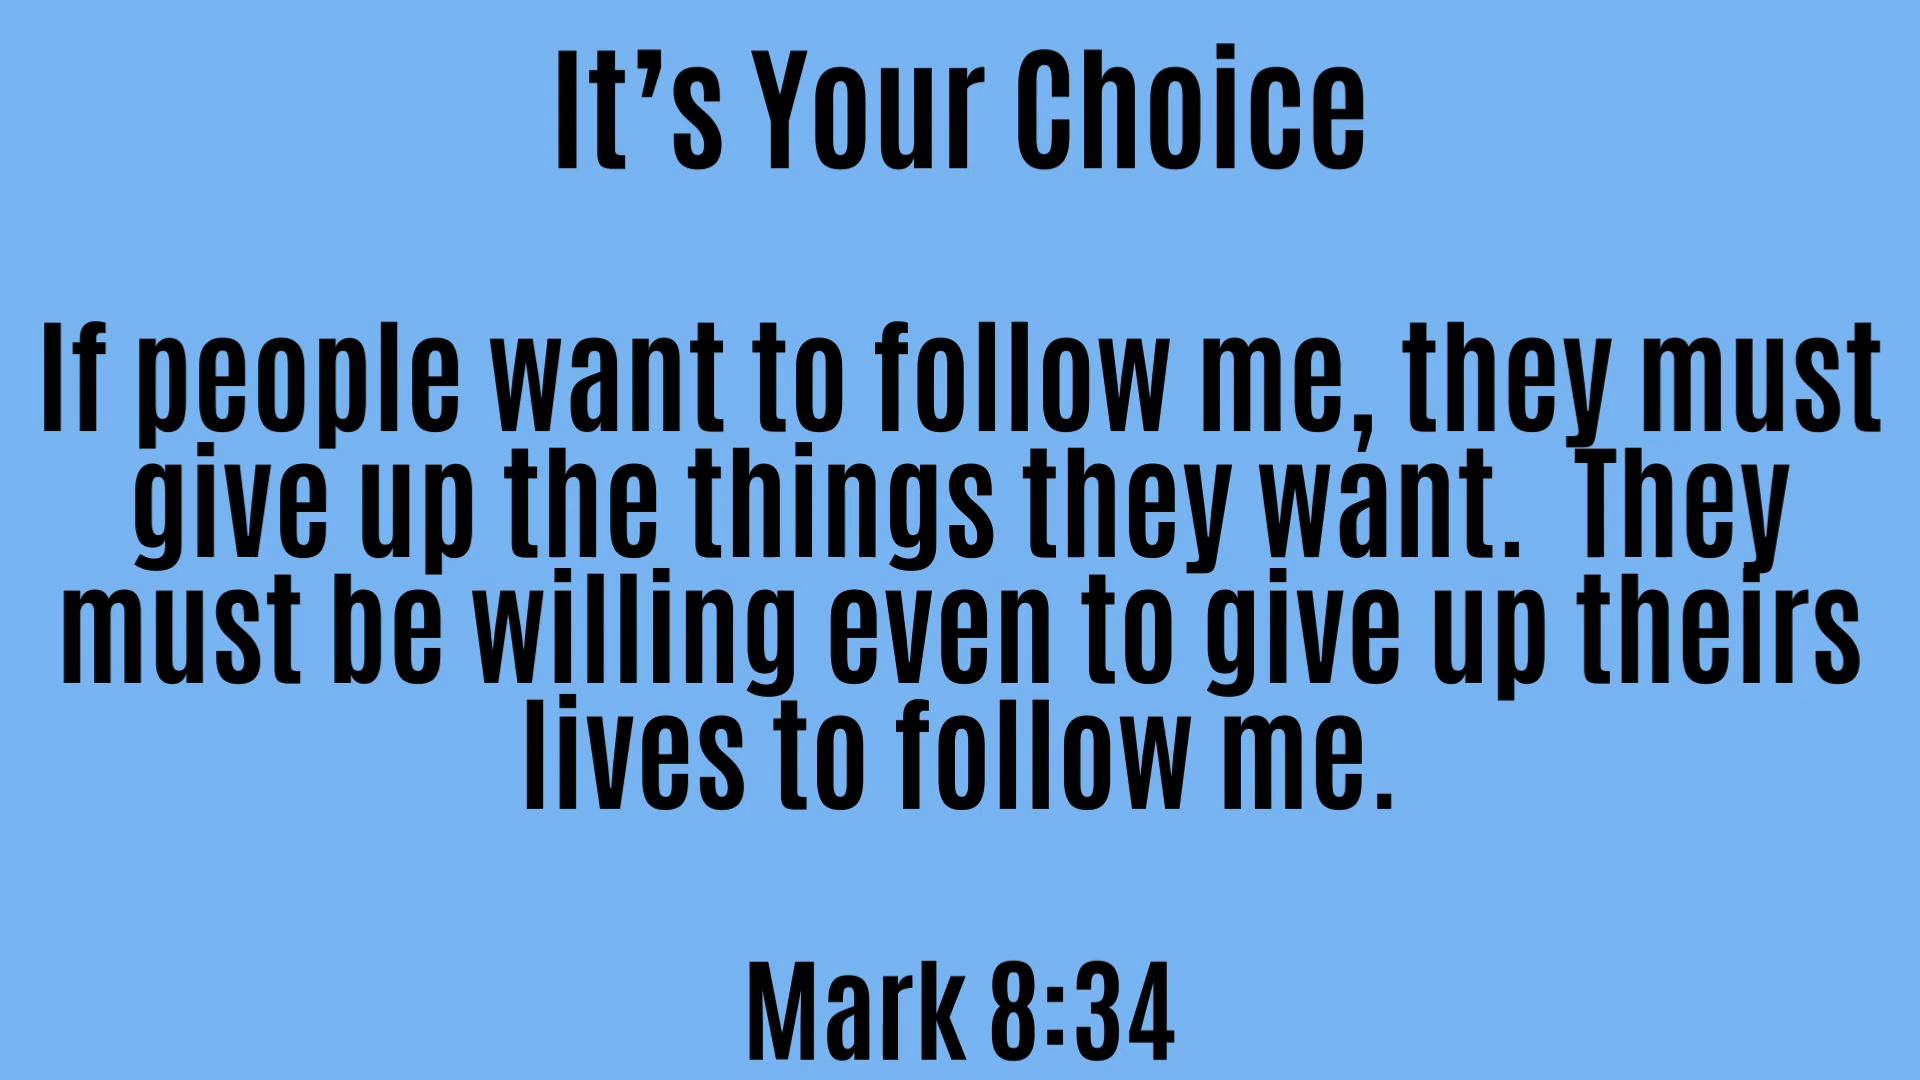 It’s Your Choice
If people want to follow me, they must
give up the things they want.  They
must be willing even to give up theirs
lives to follow me.
Mark 8:34